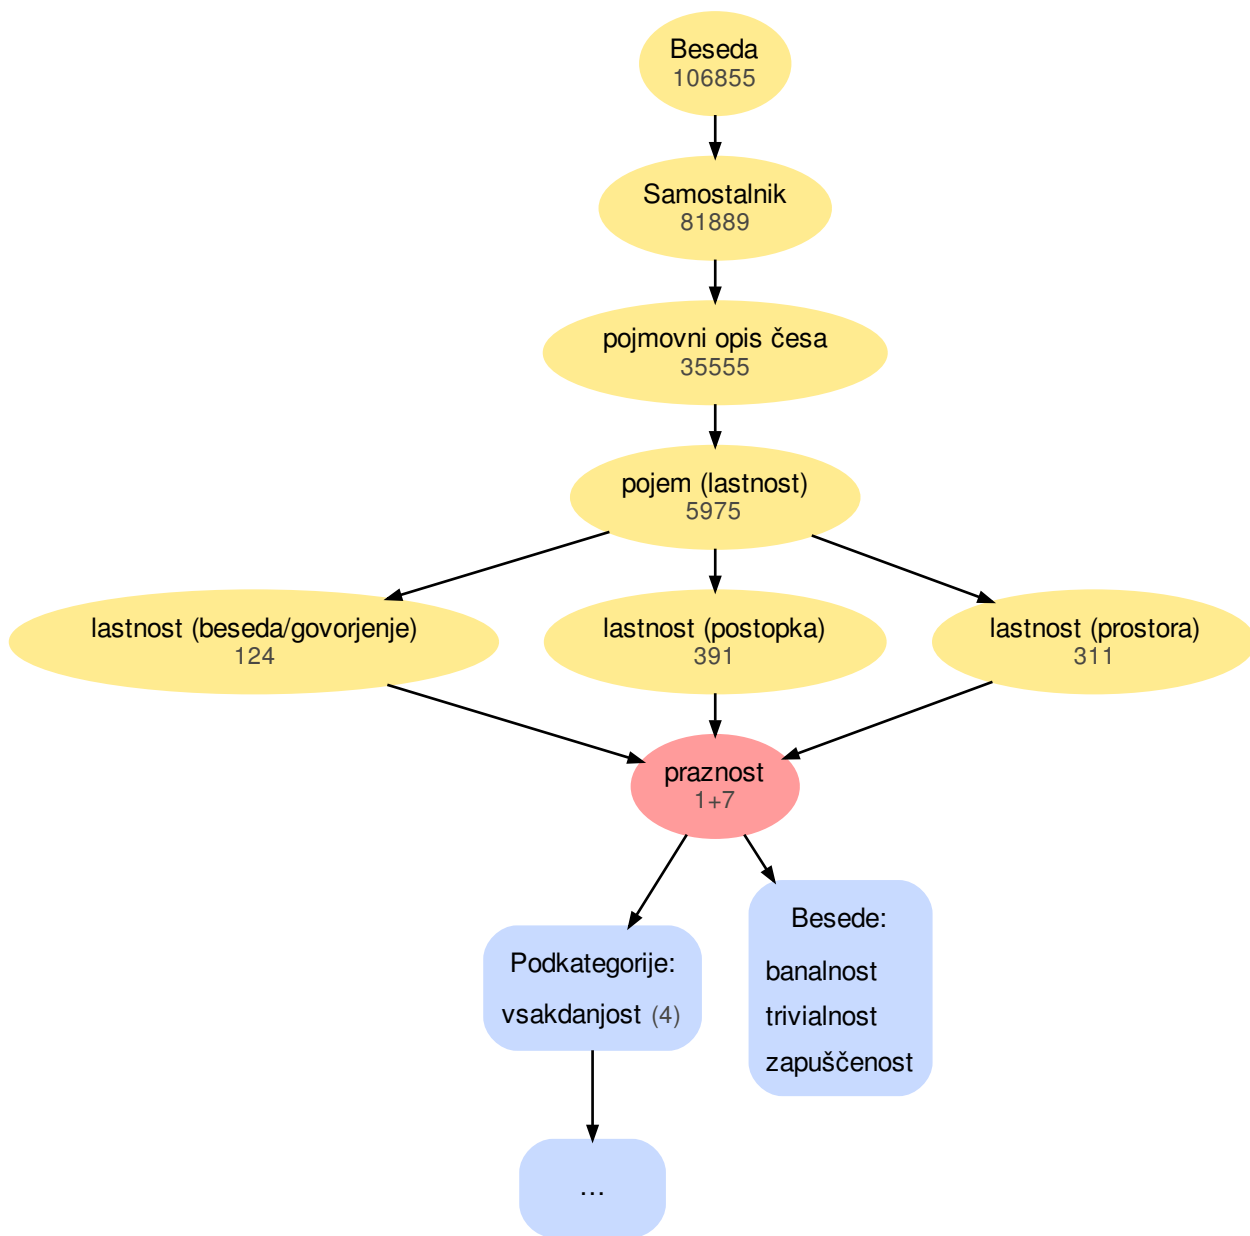 Beseda
106855
Samostalnik
81889
pojmovni opis česa
35555
pojem (lastnost)
5975
lastnost (beseda/govorjenje)
124
lastnost (postopka)
391
lastnost (prostora)
311
praznost
1+7
Podkategorije:
vsakdanjost (4)
Besede:
banalnost
trivialnost
zapuščenost
...